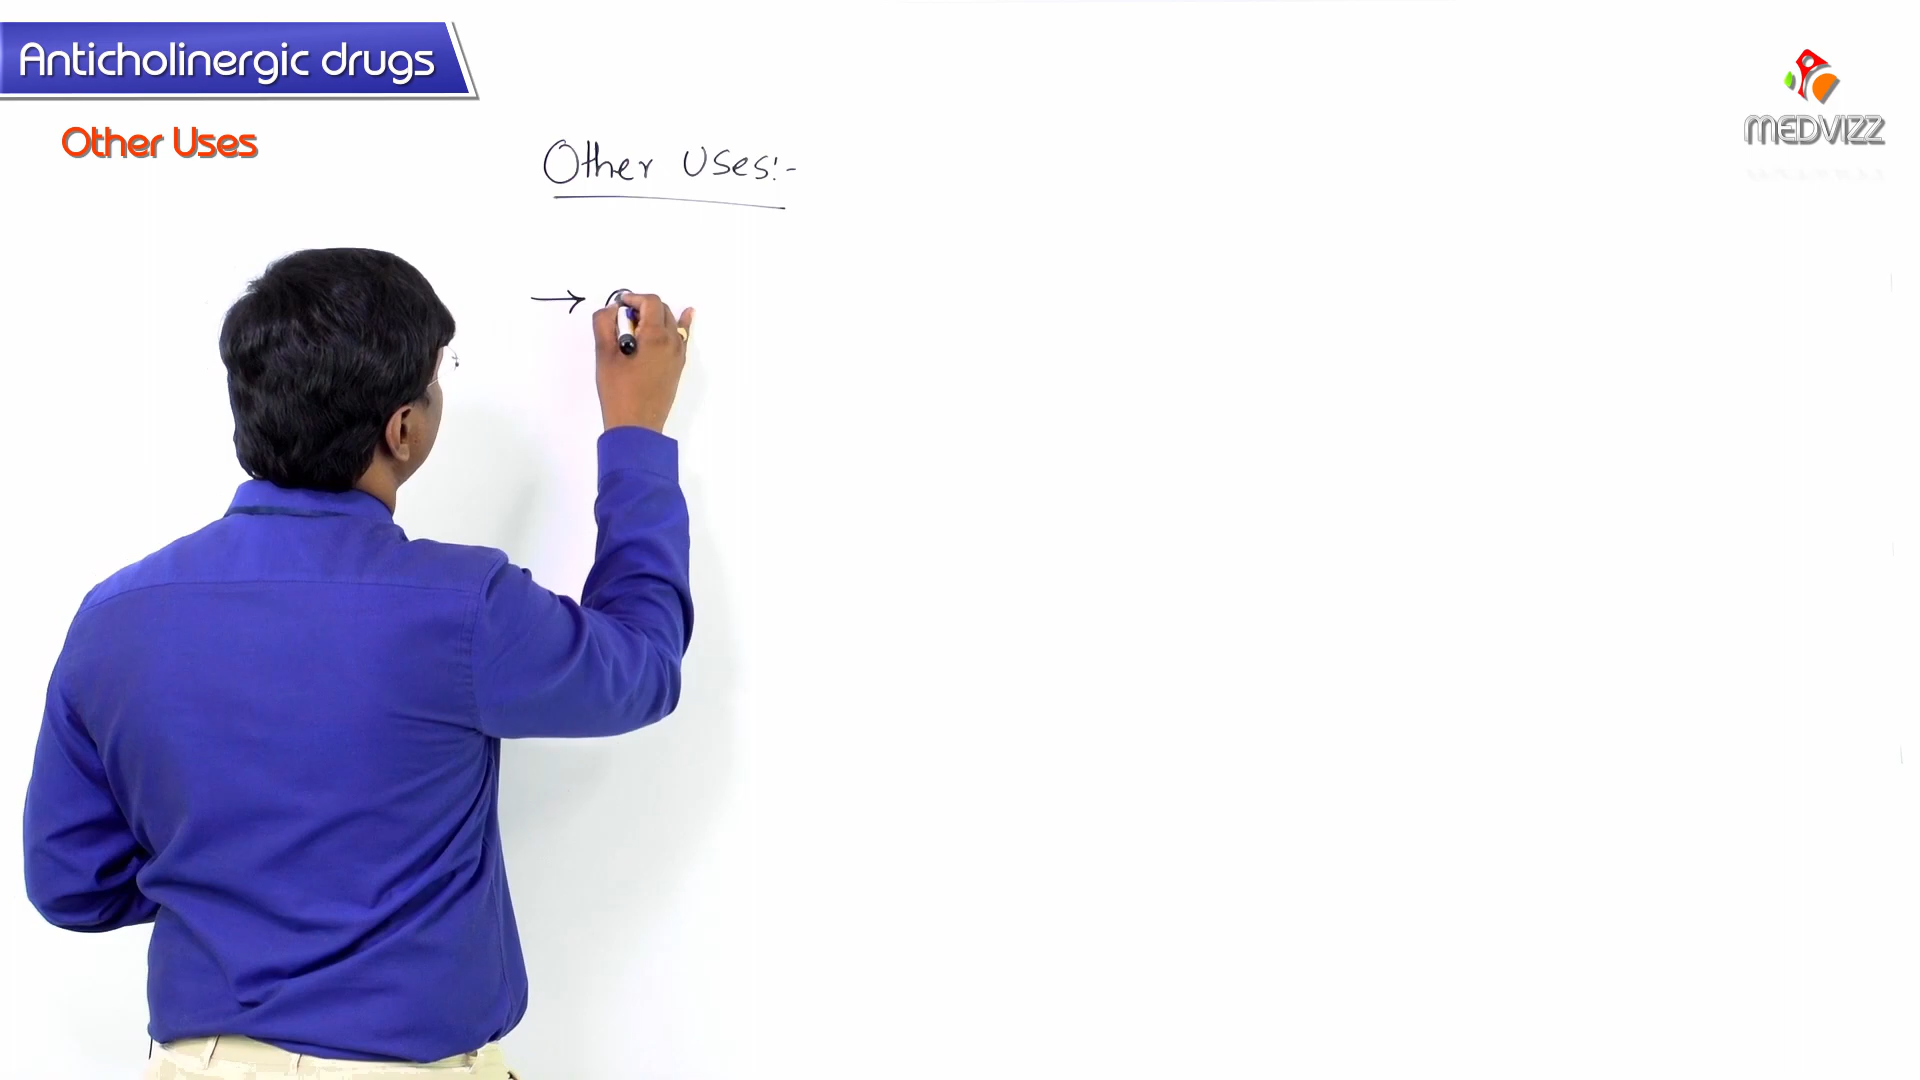 Anticholinergic drugs
Other Uses
MEDVIZZ
Other Uses:-
→